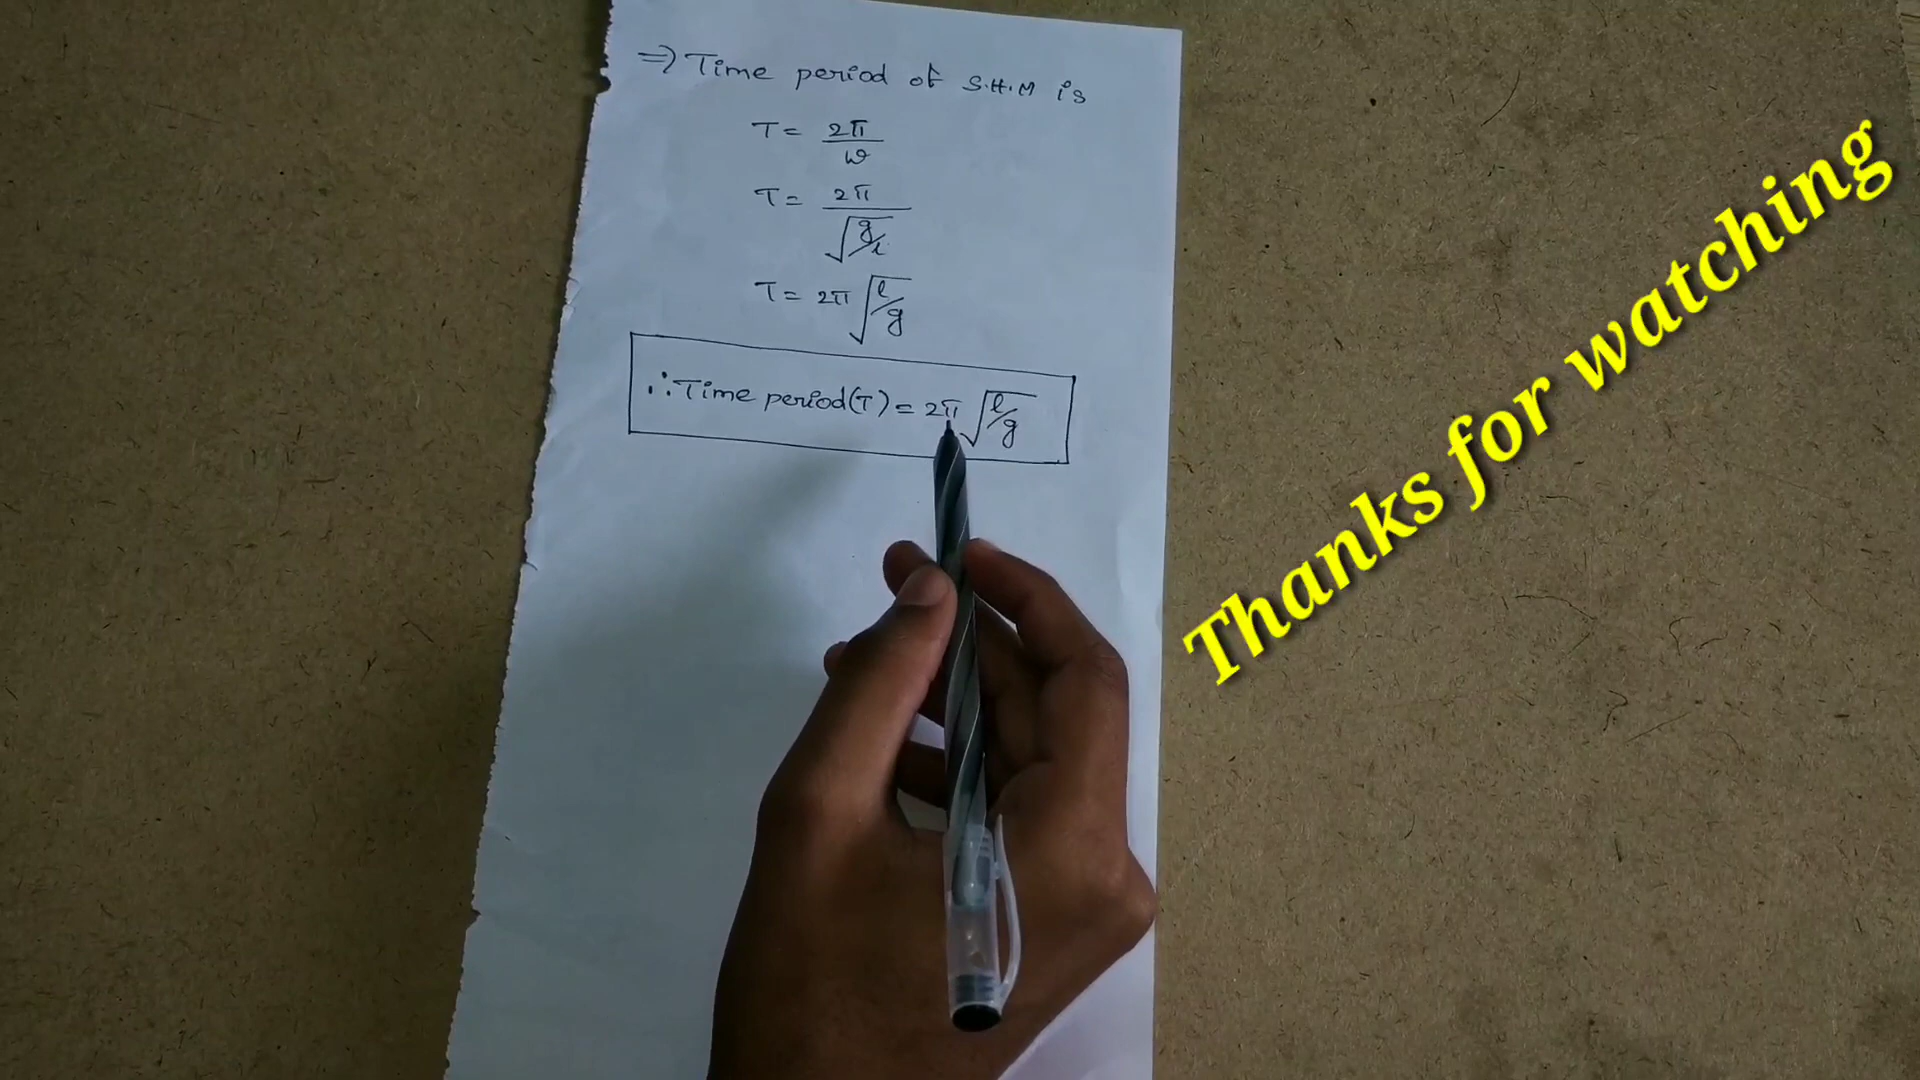 ⇒ Time period of S.H.M is
T = 2π/ω
T = 2π/√(g/l)
T = 2π √(l/g)
∴ Time period(T) = 2π √(l/g)
Thanks for watching